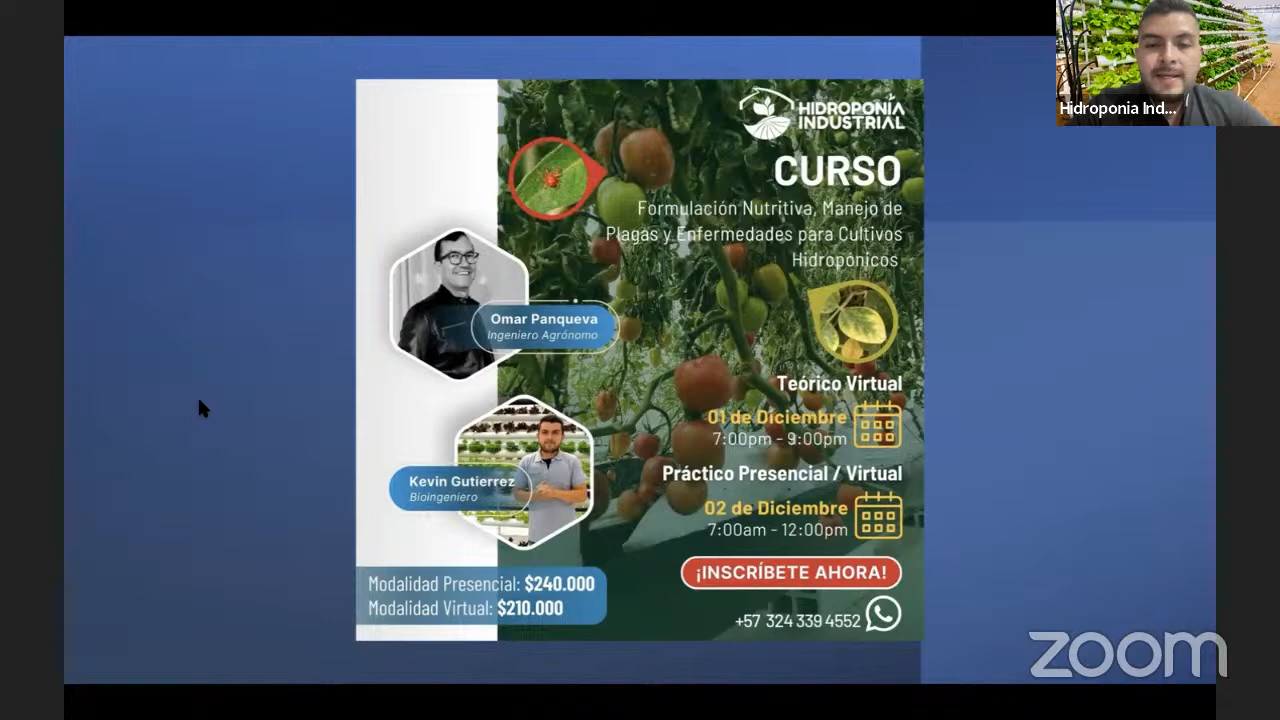 Hidroponia Ind...
HIDROPONÍA
INDUSTRIAL
CURSO
Formulación Nutritiva, Manejo de
Plagas y Enfermedades para Cultivos
Hidropónicos
Omar Panqueva
Ingeniero Agrónomo
Teórico Virtual
01 de Diciembre
7:00pm - 9:00pm
Práctico Presencial / Virtual
02 de Diciembre
7:00am - 12:00pm
Kevin Gutierrez
Bioingeniero
¡INSCRÍBETE AHORA!
+57 324 339 4552
Modalidad Presencial: $240.000
Modalidad Virtual: $210.000
zoom